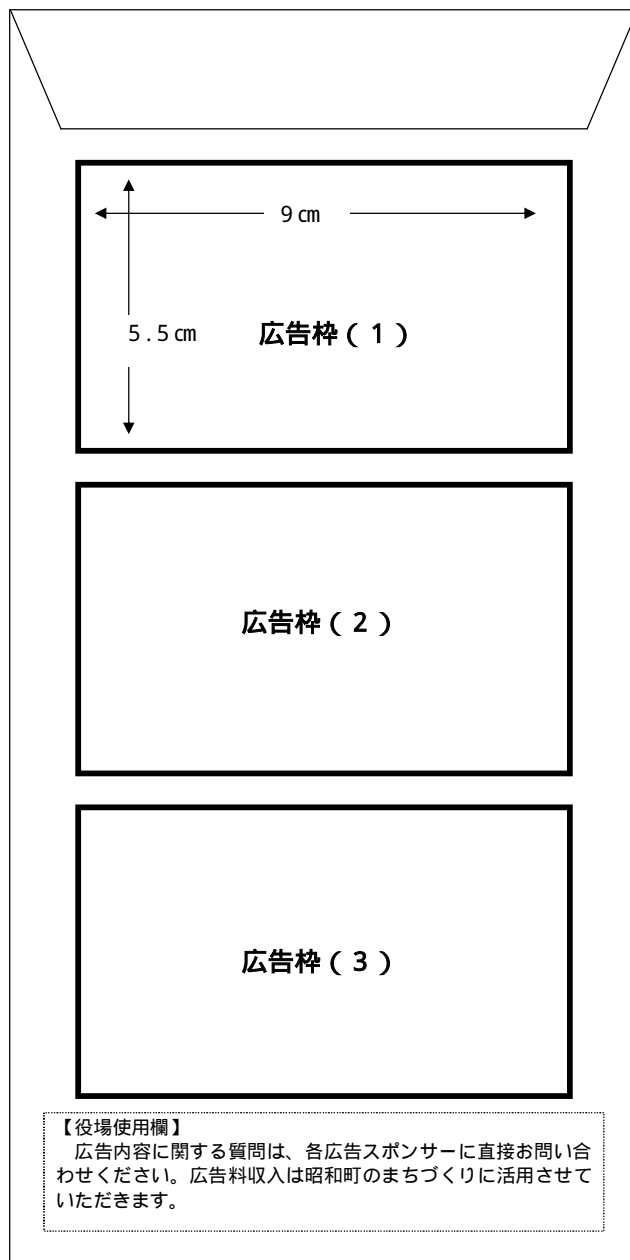 9㎝
5.5㎝ 広告枠(1)
広告枠(2)
広告枠(3)
【役場使用欄】
　広告内容に関する質問は、各広告スポンサーに直接お問い合
わせください。広告料収入は昭和町のまちづくりに活用させて
いただきます。